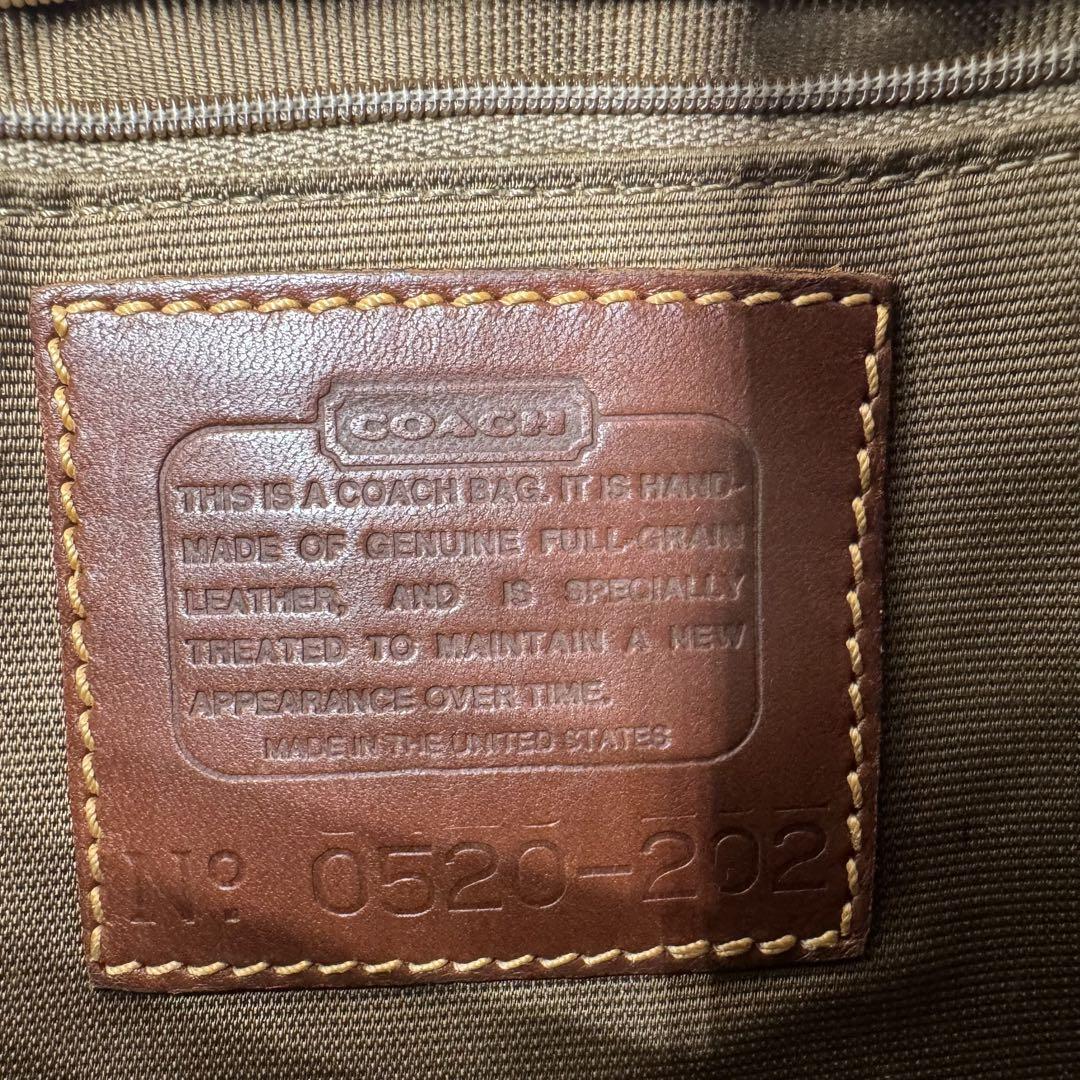 COACH
THIS IS A COACH BAG. IT IS HAND-
MADE OF GENUINE FULL-GRAIN
LEATHER, AND IS SPECIALLY
TREATED TO MAINTAIN A NEW
APPEARANCE OVER TIME.
MADE IN THE UNITED STATES
Nº: 0520-202